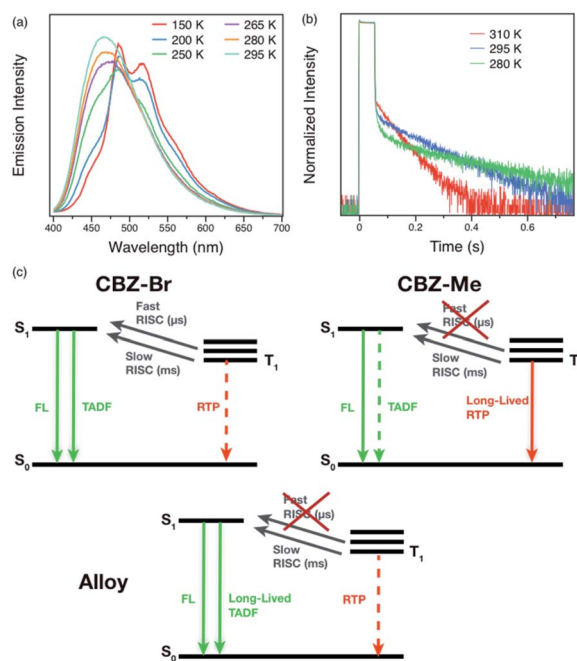 (a)
150 K 265 K
200 K 280 K
250 K 295 K
Emission Intensity
400 450 500 550 600 650 700
Wavelength (nm)
(b)
310 K
295 K
280 K
Normalized Intensity
0 0.2 0.4 0.6
Time (s)
(c)
CBZ-Br
Fast
RISC (μs)
S1
Slow
RISC (ms)
T1
FL
TADF
RTP
S0
CBZ-Me
Fast
RISC (μs)
S1
Slow
RISC (ms)
T
FL
TADF
Long-Lived
RTP
S0
Alloy
Fast
RISC (μs)
S1
Slow
RISC (ms)
T1
FL
Long-Lived
TADF
RTP
S0